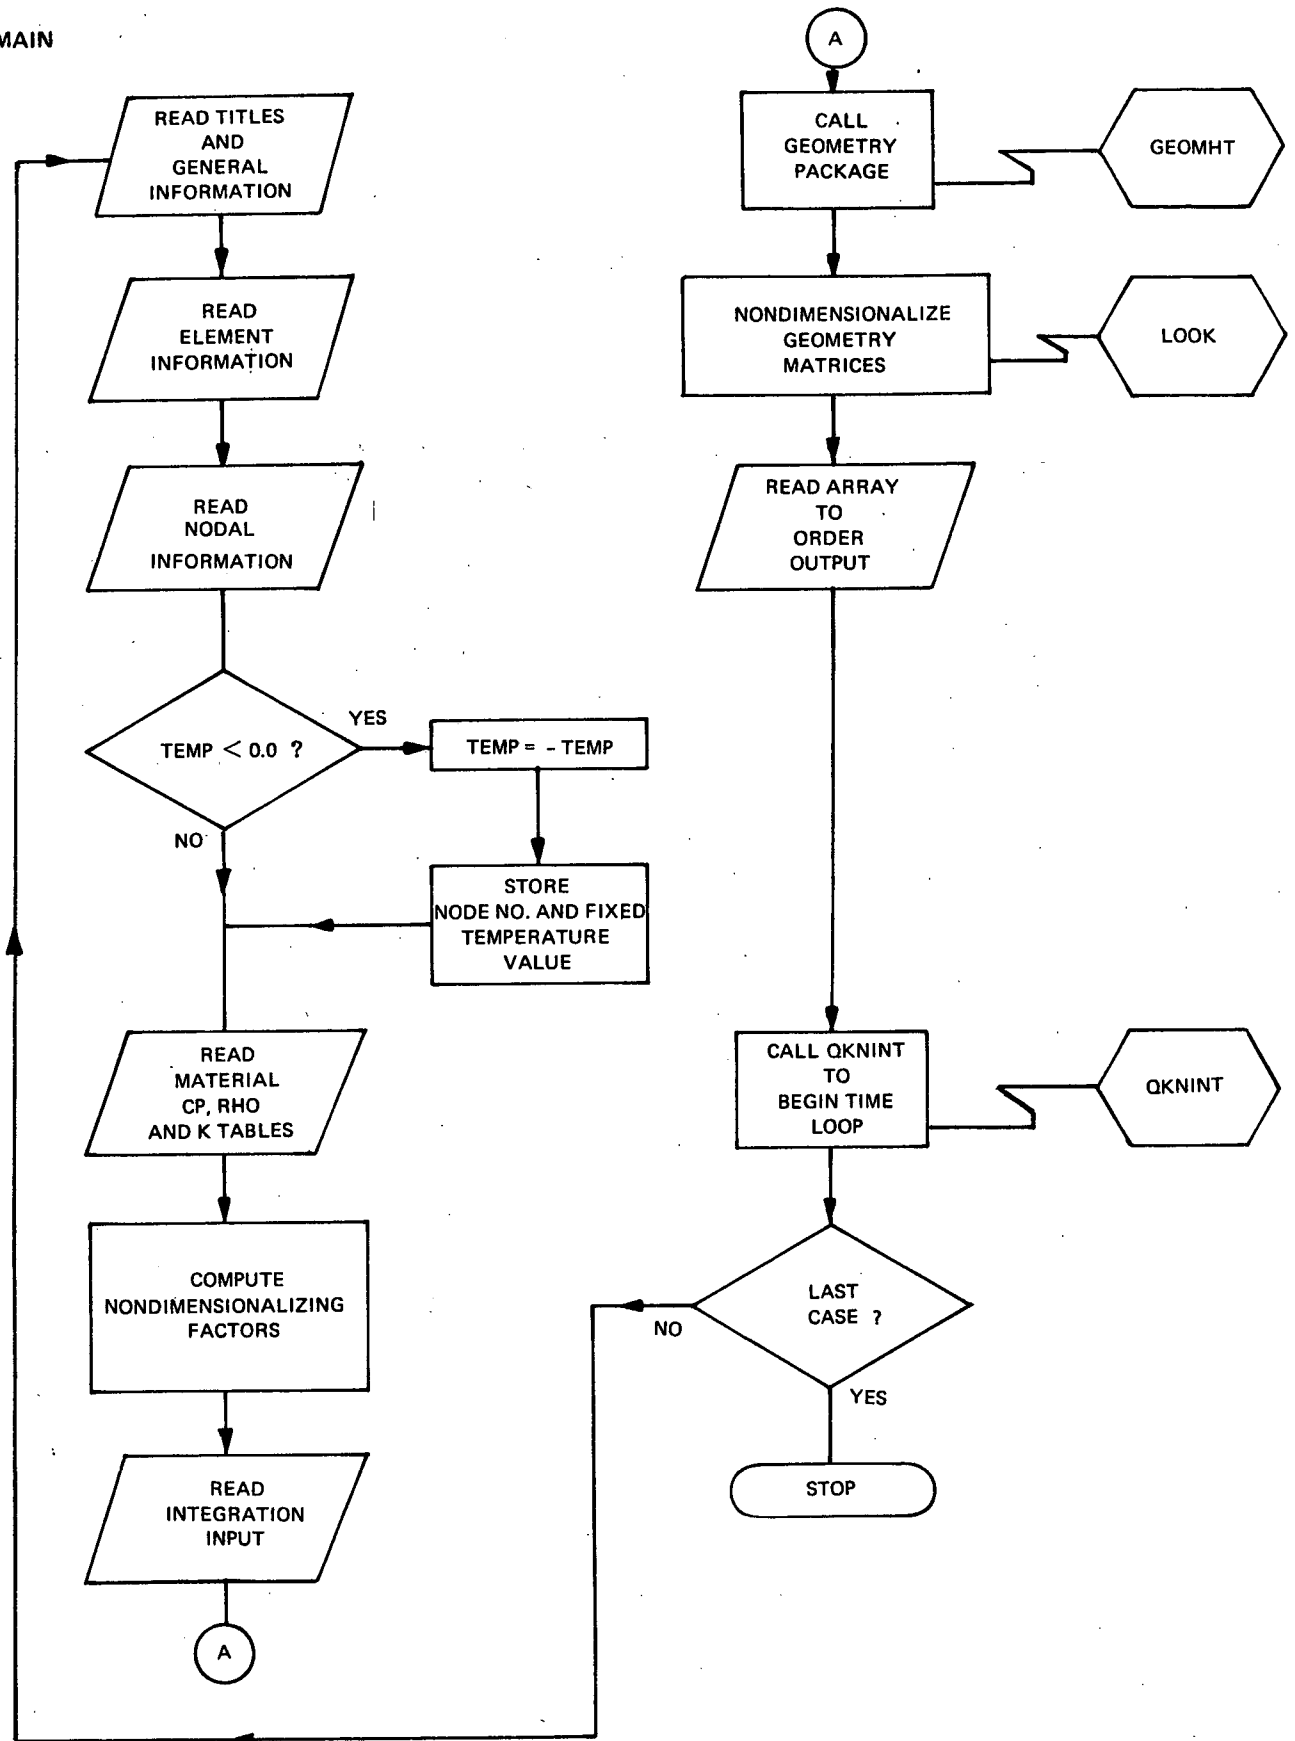 MAIN
READ TITLES
AND
GENERAL
INFORMATION
READ
ELEMENT
INFORMATION
READ
NODAL
INFORMATION
TEMP < 0.0 ?
YES
NO
TEMP = - TEMP
STORE
NODE NO. AND FIXED
TEMPERATURE
VALUE
READ
MATERIAL
CP, RHO
AND K TABLES
COMPUTE
NONDIMENSIONALIZING
FACTORS
READ
INTEGRATION
INPUT
A
A
CALL
GEOMETRY
PACKAGE
GEOMHT
NONDIMENSIONALIZE
GEOMETRY
MATRICES
LOOK
READ ARRAY
TO
ORDER
OUTPUT
CALL QKNINT
TO
BEGIN TIME
LOOP
QKNINT
LAST
CASE ?
NO
YES
STOP